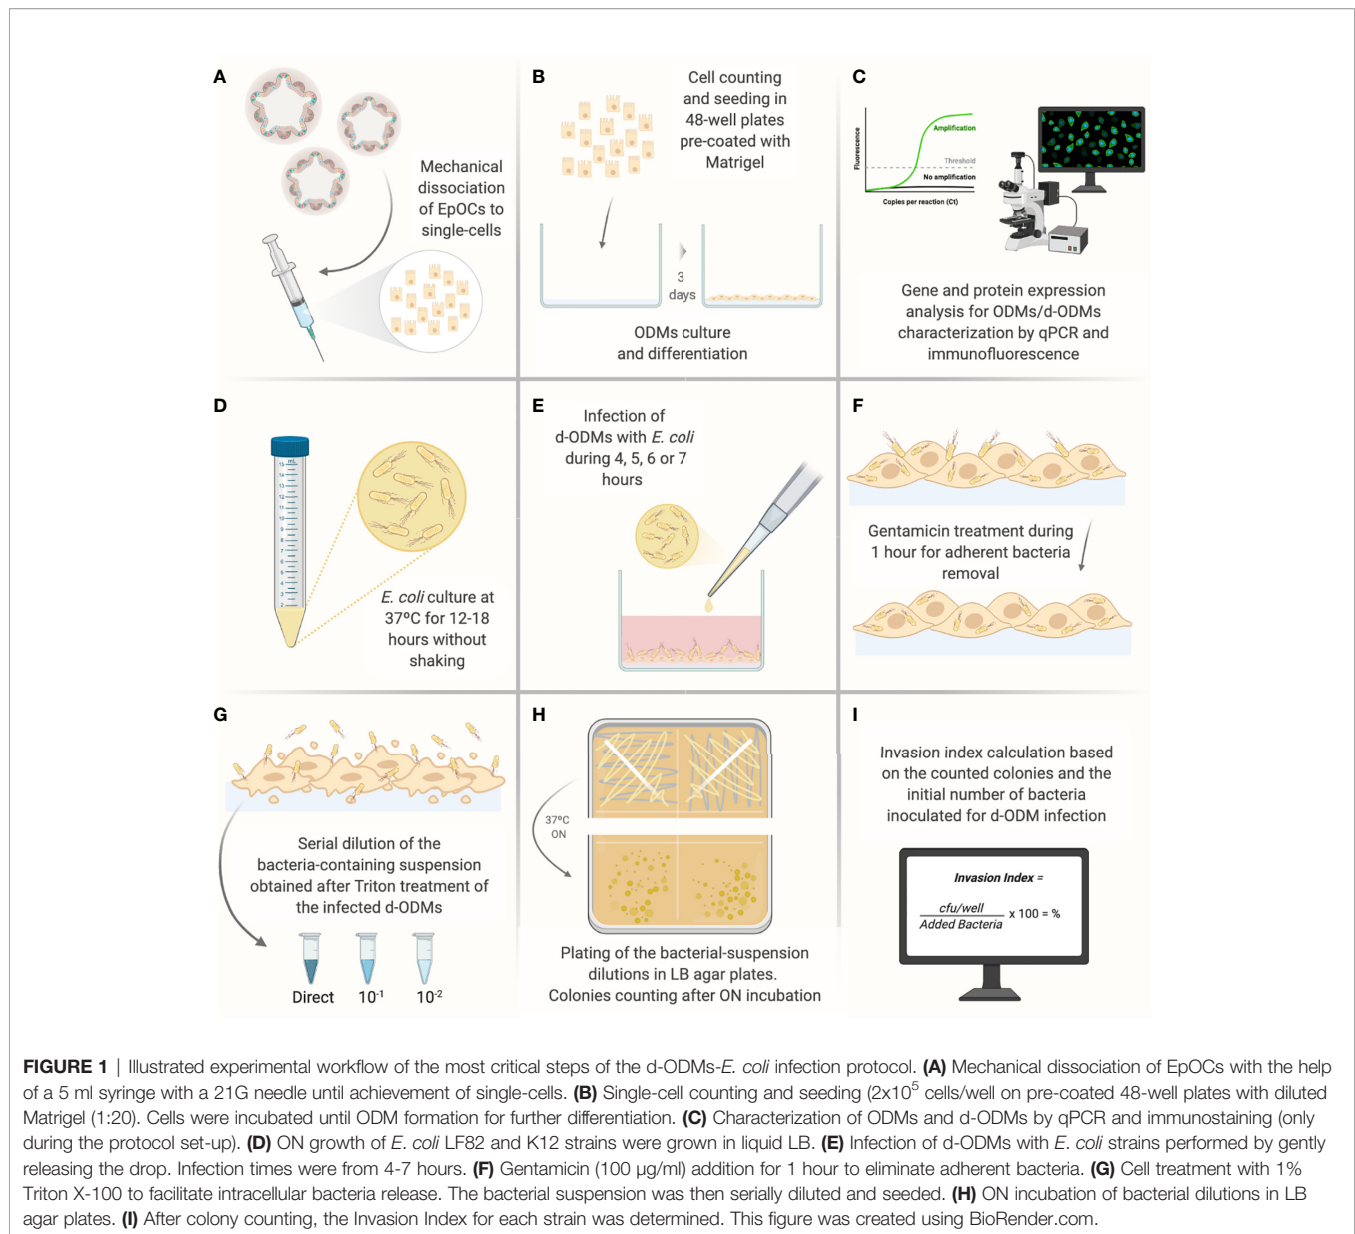 A
Mechanical
dissociation
of EpOCs to
single-cells
B
Cell counting
and seeding in
48-well plates
pre-coated with
Matrigel
3
days
ODMs culture
and differentiation
C
Fluorescence
Amplification
Threshold
No amplification
Copies per reaction (Ct)
Gene and protein expression
analysis for ODMs/d-ODMs
characterization by qPCR and
immunofluorescence
D
mL
15
14
13
12
11
10
9
8
7
6
5
4
3
2
E. coli culture at
37ºC for 12-18
hours without
shaking
E
Infection of
d-ODMs with E. coli
during 4, 5, 6 or 7
hours
F
Gentamicin treatment during
1 hour for adherent bacteria
removal
G
Serial dilution of the
bacteria-containing suspension
obtained after Triton treatment of
the infected d-ODMs
Direct 10-1 10-2
H
37ºC
ON
Plating of the bacterial-suspension
dilutions in LB agar plates.
Colonies counting after ON incubation
I
Invasion index calculation based
on the counted colonies and the
initial number of bacteria
inoculated for d-ODM infection
Invasion Index =
cfu/well
Added Bacteria x 100 = %
FIGURE 1 | Illustrated experimental workflow of the most critical steps of the d-ODMs-E. coli infection protocol. (A) Mechanical dissociation of EpOCs with the help
of a 5 ml syringe with a 21G needle until achievement of single-cells. (B) Single-cell counting and seeding (2x10⁵ cells/well on pre-coated 48-well plates with diluted
Matrigel (1:20). Cells were incubated until ODM formation for further differentiation. (C) Characterization of ODMs and d-ODMs by qPCR and immunostaining (only
during the protocol set-up). (D) ON growth of E. coli LF82 and K12 strains were grown in liquid LB. (E) Infection of d-ODMs with E. coli strains performed by gently
releasing the drop. Infection times were from 4-7 hours. (F) Gentamicin (100 µg/ml) addition for 1 hour to eliminate adherent bacteria. (G) Cell treatment with 1%
Triton X-100 to facilitate intracellular bacteria release. The bacterial suspension was then serially diluted and seeded. (H) ON incubation of bacterial dilutions in LB
agar plates. (I) After colony counting, the Invasion Index for each strain was determined. This figure was created using BioRender.com.